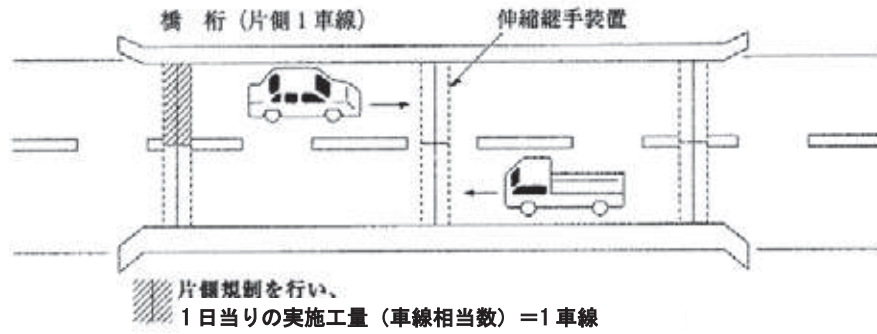 橋 桁（片側１車線）
伸縮継手装置
片側規制を行い、
１日当りの実施工量（車線相当数）＝1車線